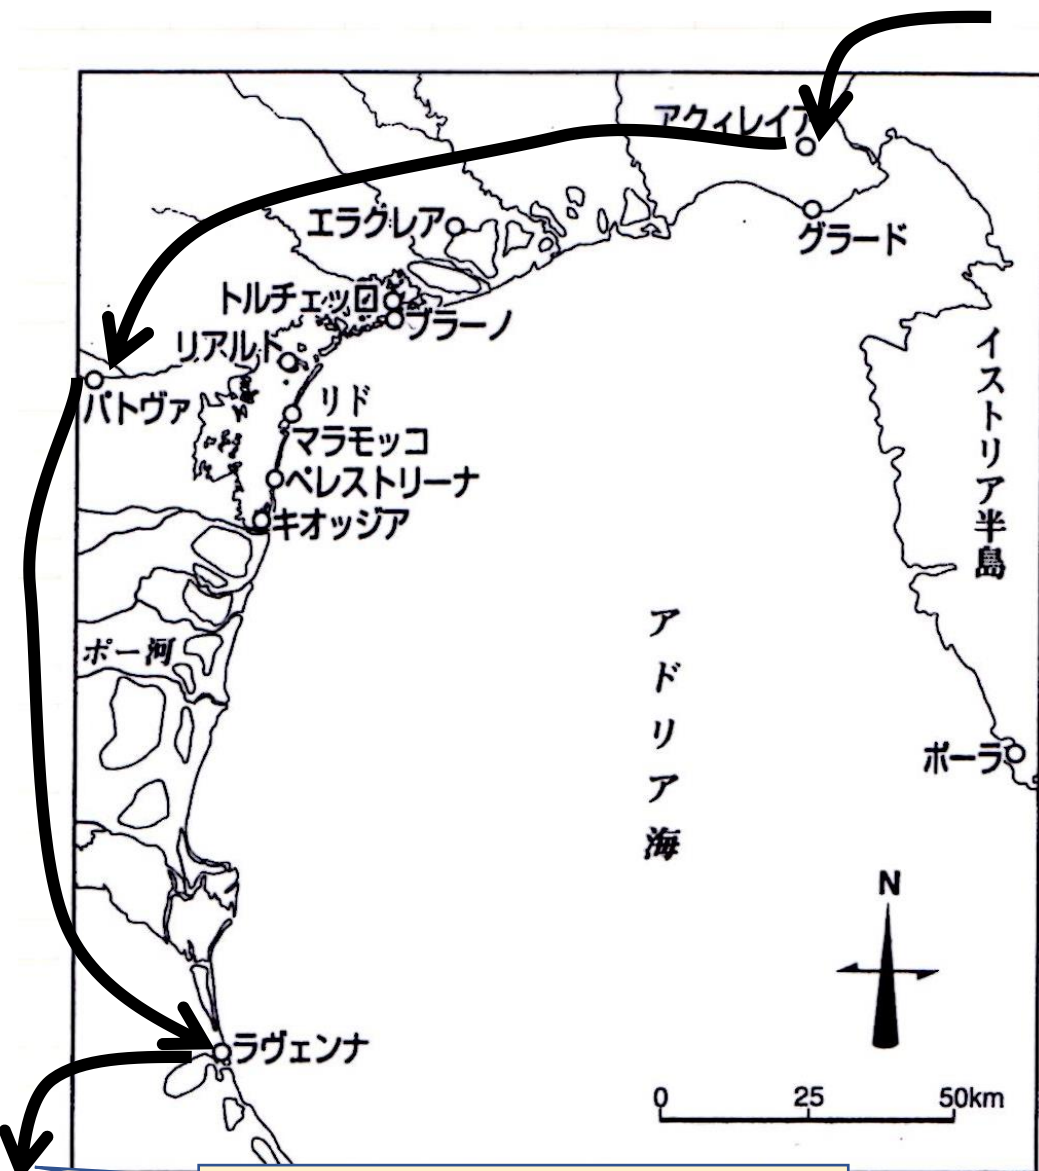 アクィレイア
グラード
エラクレア
トルチェッロ
ブラーノ
リアルト
パトヴァ
リド
マラモッコ
ペレストリーナ
キオッジア
イストリア半島
アドリア海
ポー河
ポーラ
N
ラヴェンナ
0 25 50km